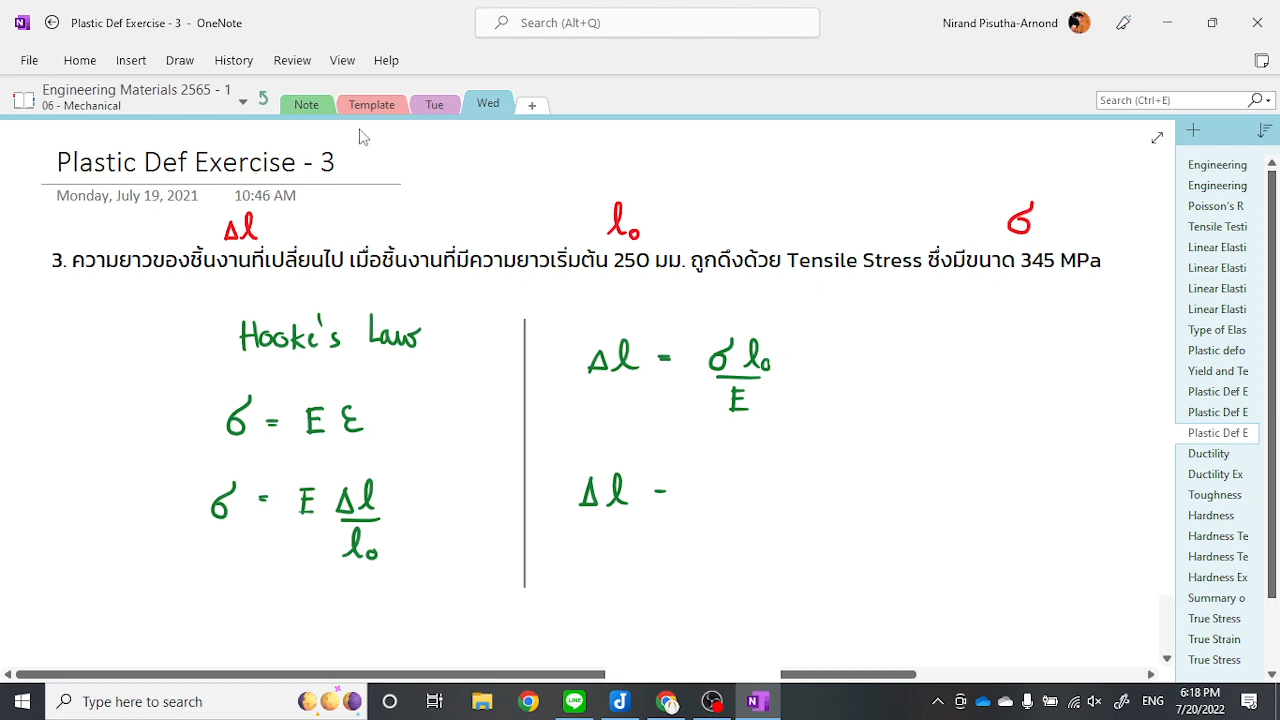 Plastic Def Exercise - 3 - OneNote
Search (Alt+Q)
Nirand Pisutha-Arnond
File Home Insert Draw History Review View Help
Engineering Materials 2565 - 1
06 - Mechanical
Note Template Tue Wed +
Search (Ctrl+E)
Plastic Def Exercise - 3
Monday, July 19, 2021 10:46 AM
Δl l₀ σ
3. ความยาวของชิ้นงานที่เปลี่ยนไป เมื่อชิ้นงานที่มีความยาวเริ่มต้น 250 มม. ถูกดึงด้วย Tensile Stress ซึ่งมีขนาด 345 MPa
Hooke's Law
σ = E ε
σ = E Δl / l₀
Δl = σ l₀ / E
Δl =
Engineering
Engineering
Poisson's R
Tensile Testi
Linear Elasti
Linear Elasti
Linear Elasti
Linear Elasti
Type of Elas
Plastic defo
Yield and Te
Plastic Def E
Plastic Def E
Plastic Def E
Ductility
Ductility Ex
Toughness
Hardness
Hardness Te
Hardness Te
Hardness Ex
Summary o
True Stress
True Strain
True Stress
Type here to search
LINE
ENG
6:18 PM
7/20/2022